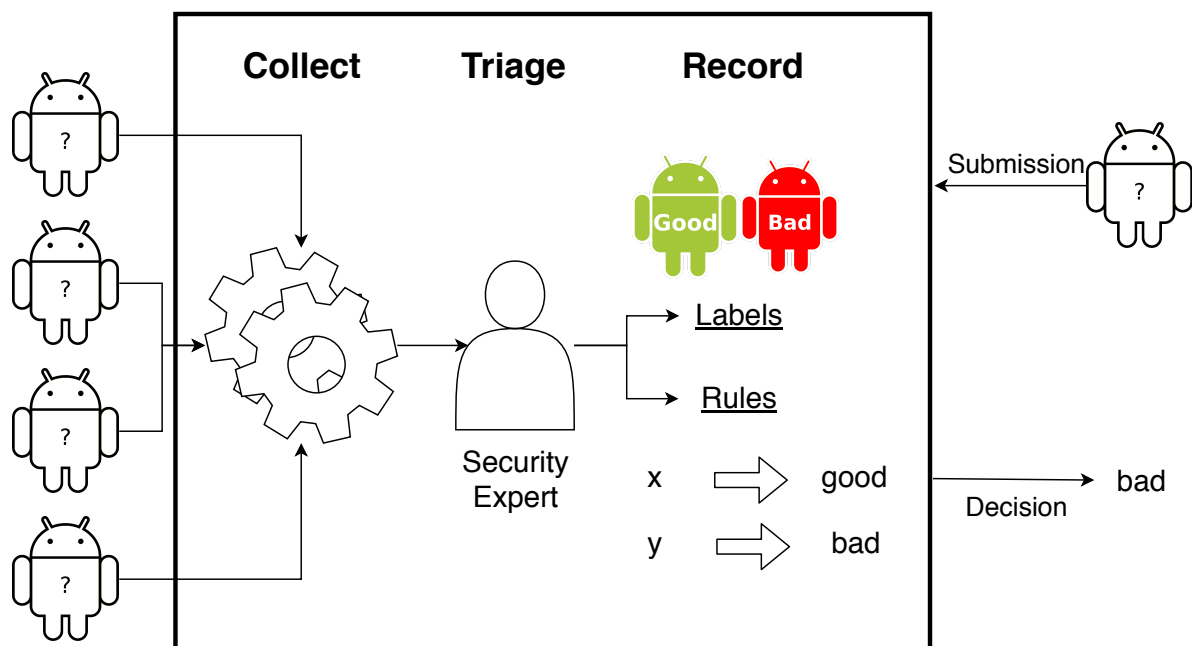 Collect Triage Record
?
?
?
?
Good Bad
Labels
Rules
Security
Expert
x good
y bad
Submission
?
Decision
bad